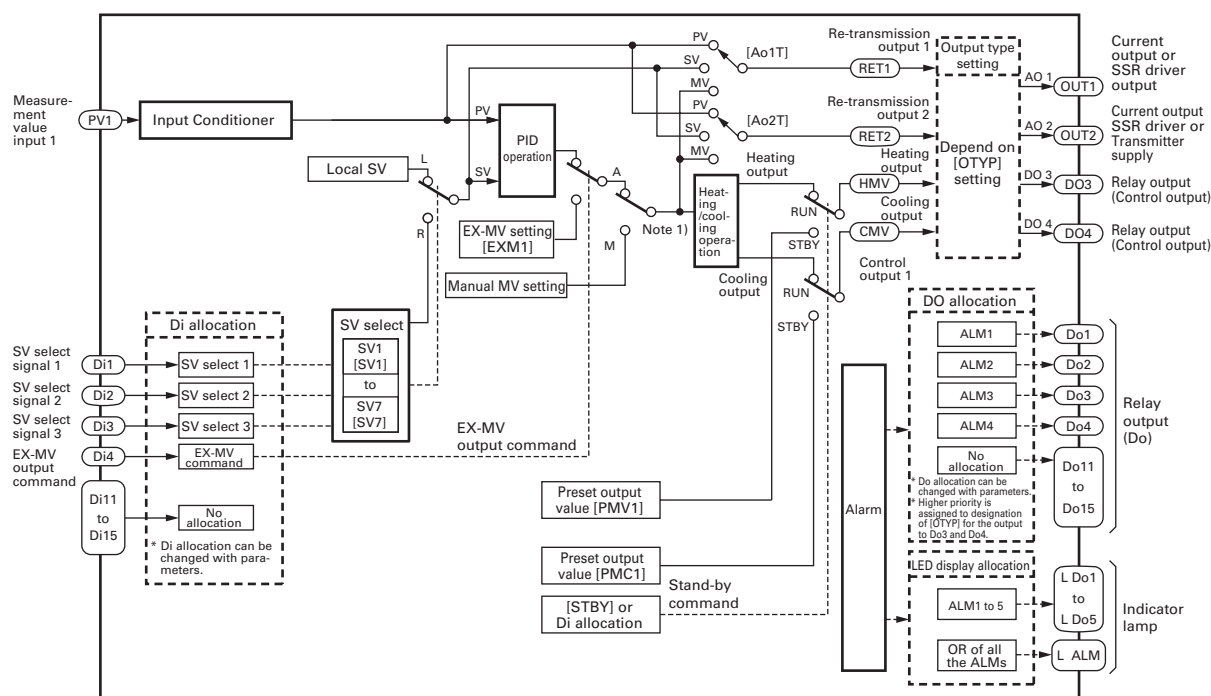 Measure-
ment
value
input 1
PV1
Input Conditioner
PV
SV
PID
operation
Local SV
L
R
EX-MV setting
[EXM1]
Manual MV setting
A
M
Note 1)
PV
SV
MV
[Ao1T]
PV
SV
MV
[Ao2T]
Re-transmission
output 1
RET1
Re-transmission
output 2
RET2
Heating
output
Heating
output
HMV
Cooling
output
CMV
Control
output 1
Heat-
ing
/cool-
ing
opera-
tion
Cooling
output
RUN
STBY
RUN
STBY
Output type
setting
Depend on
[OTYP]
setting
AO 1
OUT1
AO 2
OUT2
DO 3
DO3
DO 4
DO4
Current
output or
SSR driver
output
Current output
SSR driver or
Transmitter
supply
Relay output
(Control output)
Relay output
(Control output)
SV select
signal 1
SV select
signal 2
SV select
signal 3
EX-MV
output
command
Di1
Di2
Di3
Di4
Di11
to
Di15
Di allocation
SV select 1
SV select 2
SV select 3
EX-MV
command
No
allocation
* Di allocation can be
changed with para-
meters.
SV select
SV1
[SV1]
to
SV7
[SV7]
EX-MV
output command
Preset output
value [PMV1]
Preset output
value [PMC1]
[STBY] or
Di allocation
Stand-by
command
Alarm
DO allocation
ALM1
ALM2
ALM3
ALM4
No
allocation
* Do allocation can be
changed with parameters.
* Higher priority is
assigned to designation
of [OTYP] for the output
to Do3 and Do4.
Do1
Do2
Do3
Do4
Do11
to
Do15
Relay
output
(Do)
LED display allocation
ALM1 to 5
OR of all
the ALMs
L Do1
to
L Do5
L ALM
Indicator
lamp